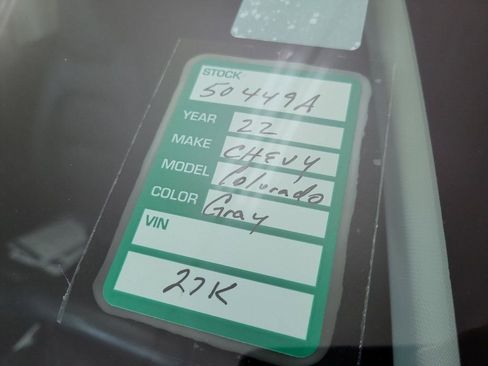 STOCK
50449A
YEAR 22
MAKE CHEVY
MODEL Colorado
COLOR Gray
VIN
27K